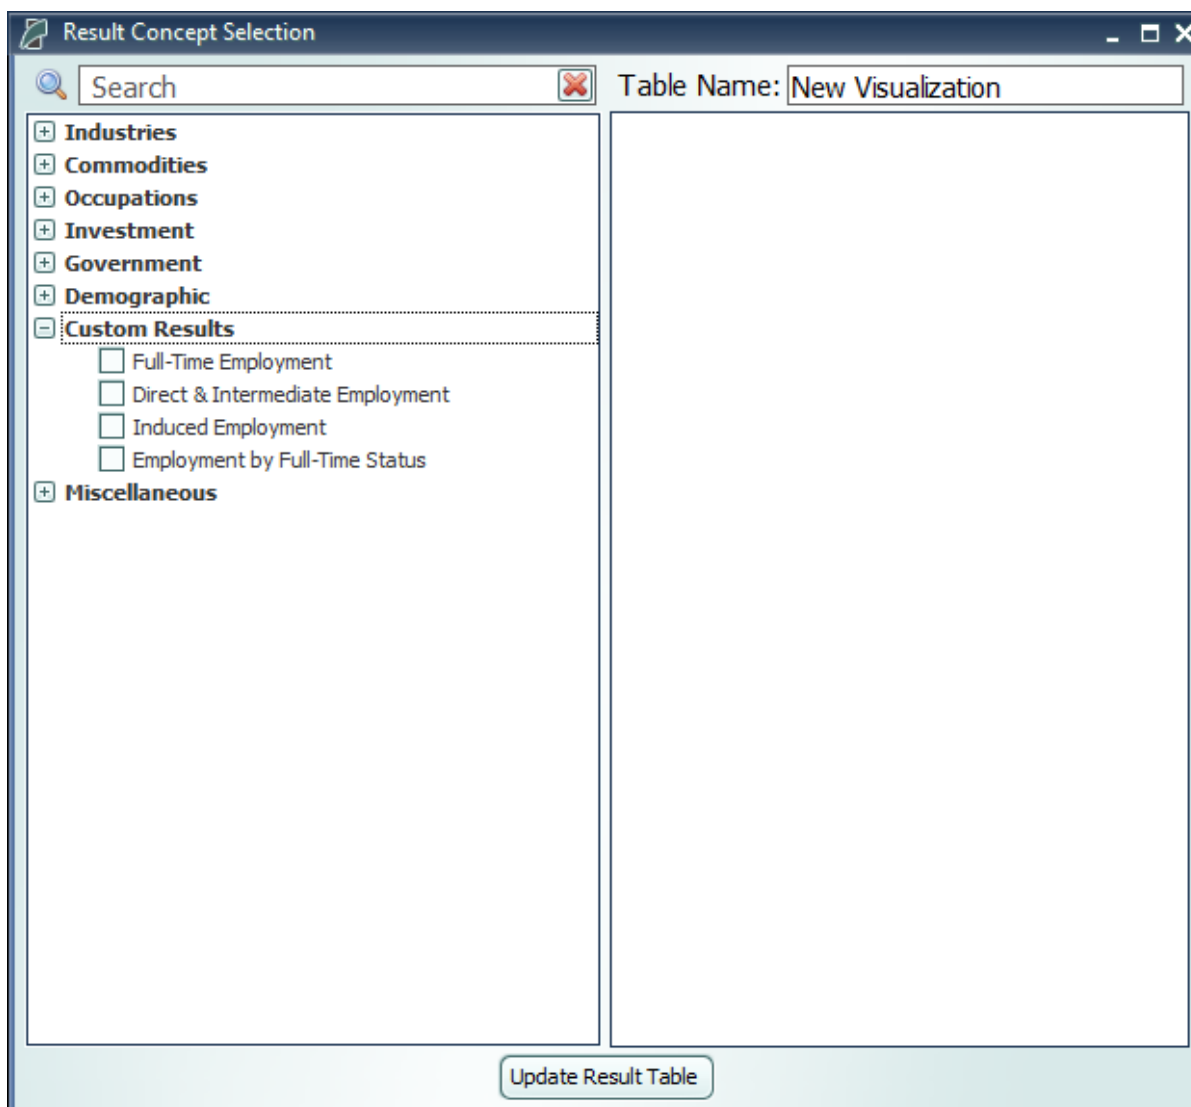 Result Concept Selection
Search
Table Name: New Visualization
Industries
Commodities
Occupations
Investment
Government
Demographic
Custom Results
Full-Time Employment
Direct & Intermediate Employment
Induced Employment
Employment by Full-Time Status
Miscellaneous
Update Result Table